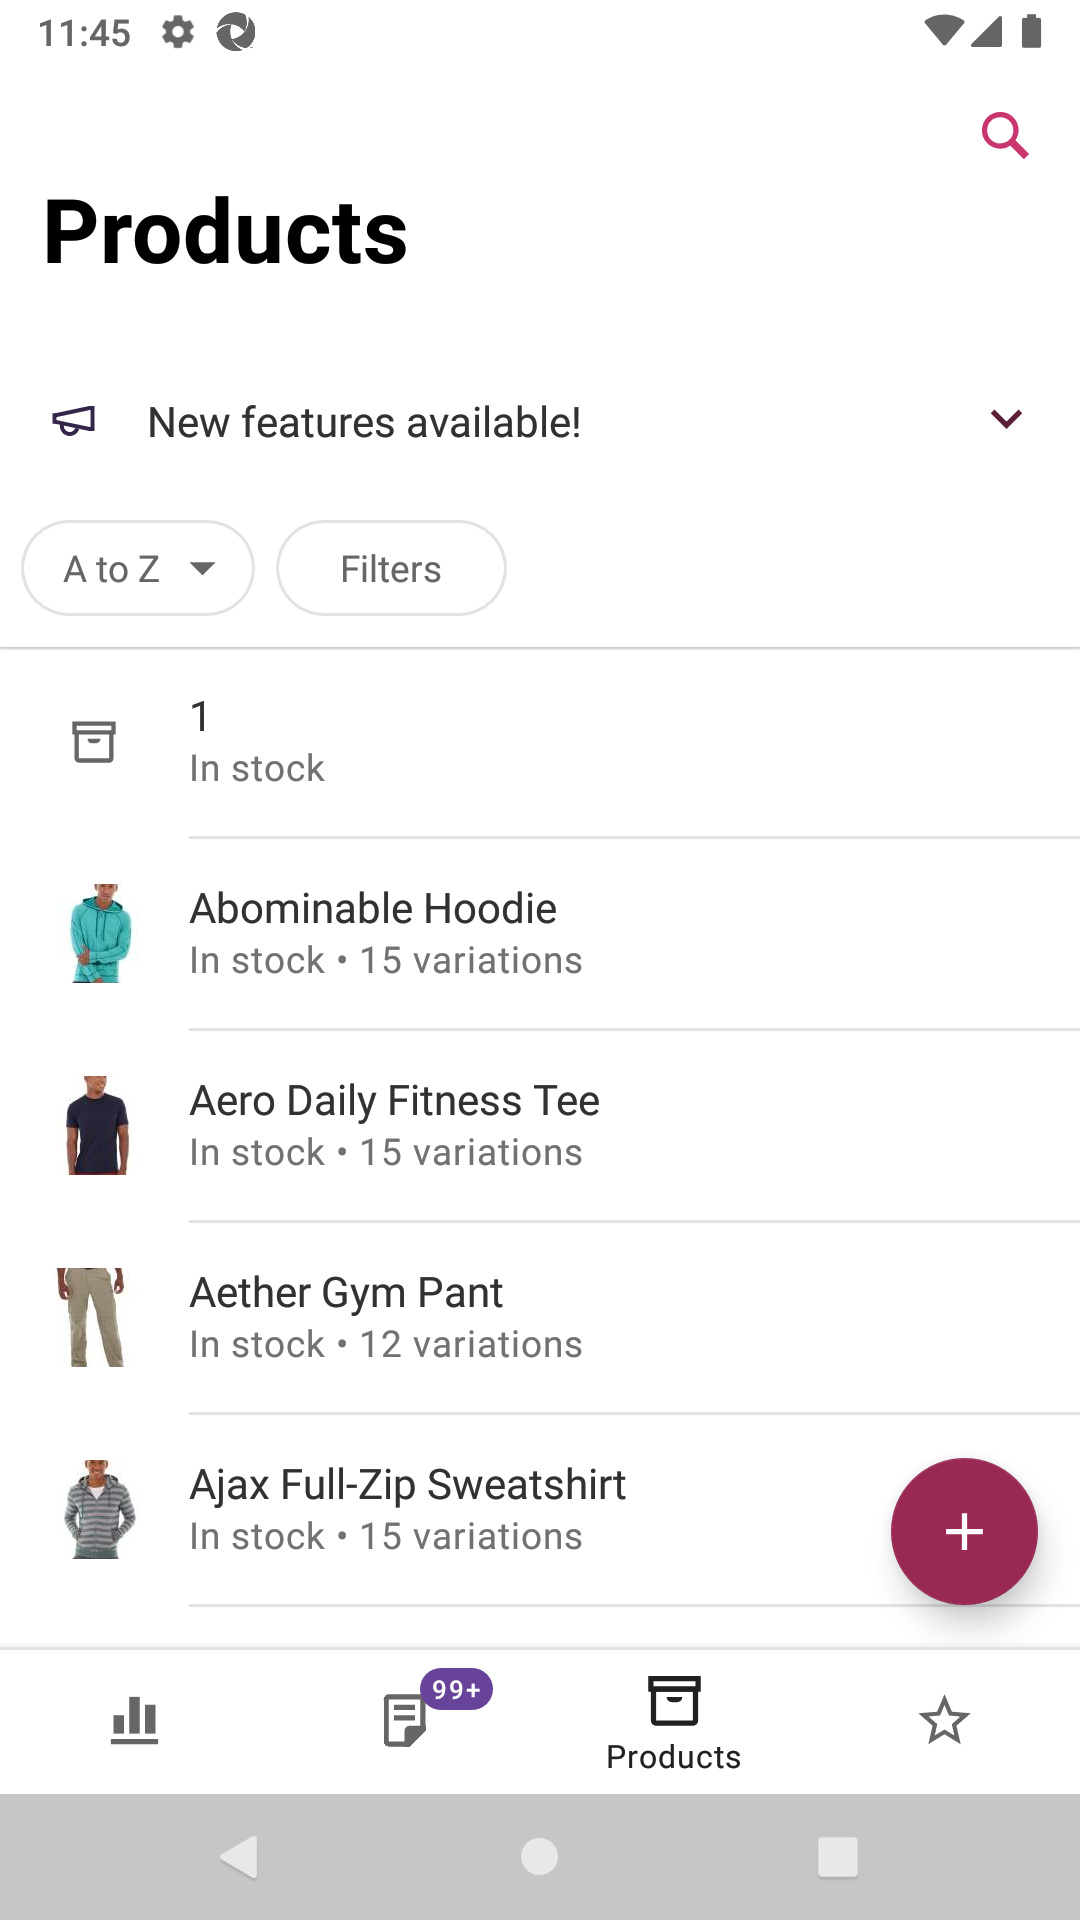 11:45
Products
New features available!
A to Z
Filters
1
In stock
Abominable Hoodie
In stock • 15 variations
Aero Daily Fitness Tee
In stock • 15 variations
Aether Gym Pant
In stock • 12 variations
Ajax Full-Zip Sweatshirt
In stock • 15 variations
99+
Products